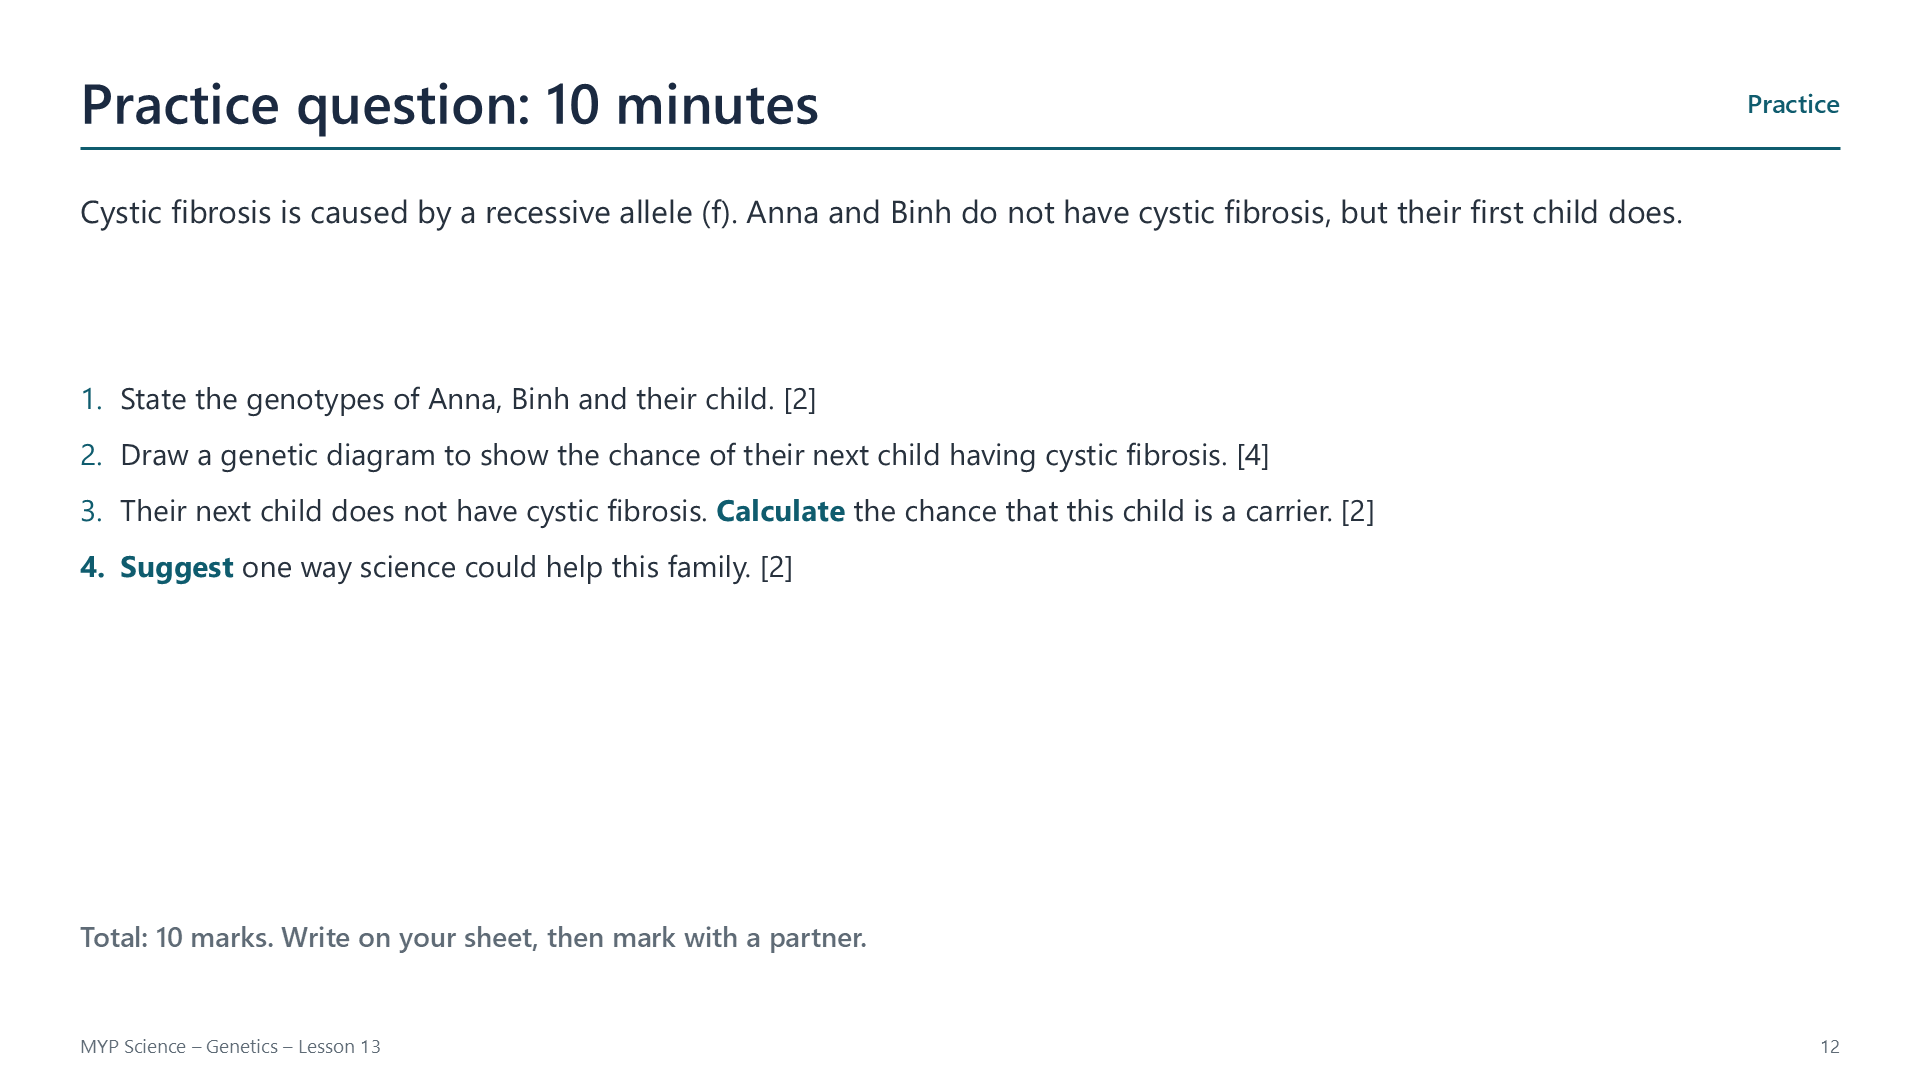 Practice question: 10 minutes
Practice
Cystic fibrosis is caused by a recessive allele (f). Anna and Binh do not have cystic fibrosis, but their first child does.
1. State the genotypes of Anna, Binh and their child. [2]
2. Draw a genetic diagram to show the chance of their next child having cystic fibrosis. [4]
3. Their next child does not have cystic fibrosis. Calculate the chance that this child is a carrier. [2]
4. Suggest one way science could help this family. [2]
Total: 10 marks. Write on your sheet, then mark with a partner.
MYP Science – Genetics – Lesson 13
12